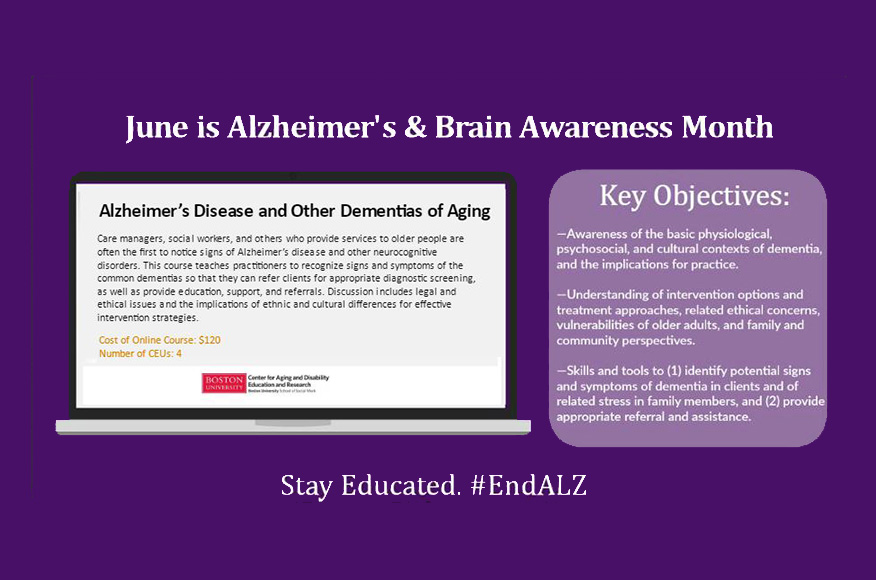 June is Alzheimer's & Brain Awareness Month
Alzheimer's Disease and Other Dementias of Aging
Care managers, social workers, and others who provide services to older people are
often the first to notice signs of Alzheimer's disease and other neurocognitive
disorders. This course teaches practitioners to recognize signs and symptoms of the
common dementias so that they can refer clients for appropriate diagnostic screening,
as well as provide education, support, and referrals. Discussion includes legal and
ethical issues and the implications of ethnic and cultural differences for effective
intervention strategies.
Cost of Online Course: $120
Number of CEUs: 4
BOSTON
UNIVERSITY
Center for Aging and Disability
Education and Research
Boston University School of Social Work
Key Objectives:
—Awareness of the basic physiological,
psychosocial, and cultural contexts of dementia,
and the implications for practice.
—Understanding of intervention options and
treatment approaches, related ethical concerns,
vulnerabilities of older adults, and family and
community perspectives.
—Skills and tools to (1) identify potential signs
and symptoms of dementia in clients and of
related stress in family members, and (2) provide
appropriate referral and assistance.
Stay Educated. #EndALZ